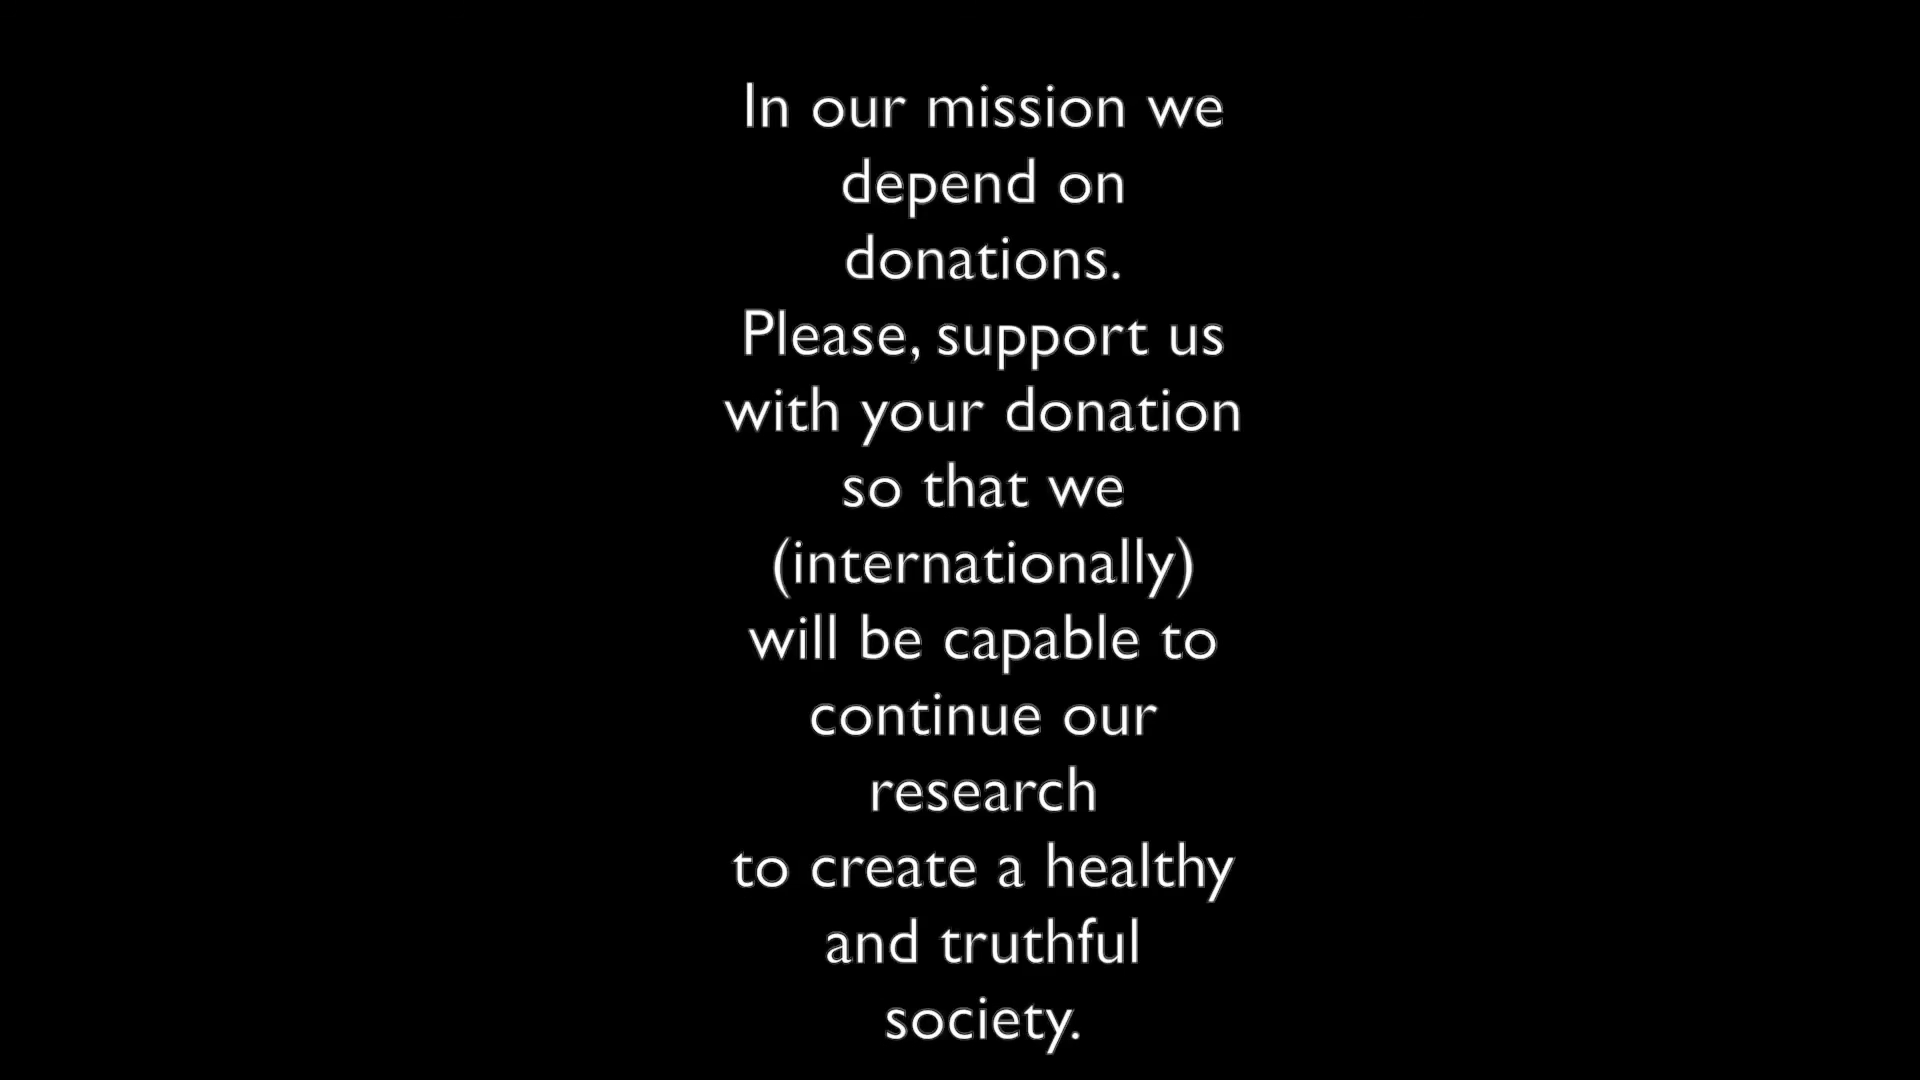 In our mission we
depend on
donations.
Please, support us
with your donation
so that we
(internationally)
will be capable to
continue our
research
to create a healthy
and truthful
society.